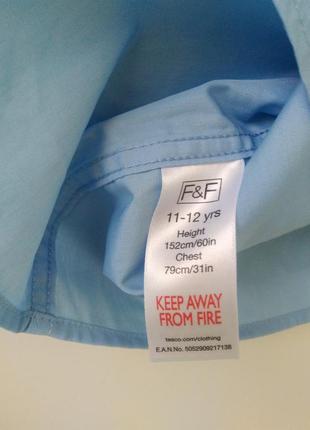 F&F
11-12 yrs
Height
152cm/60in
Chest
79cm/31in
KEEP AWAY
FROM FIRE
tesco.com/clothing
E.A.N.No. 5052909217138